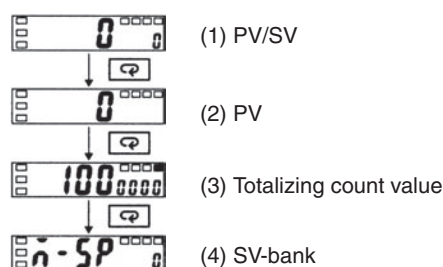 0 0 (1) PV/SV
0 (2) PV
100 0000 (3) Totalizing count value
ñ-SP 0 (4) SV-bank